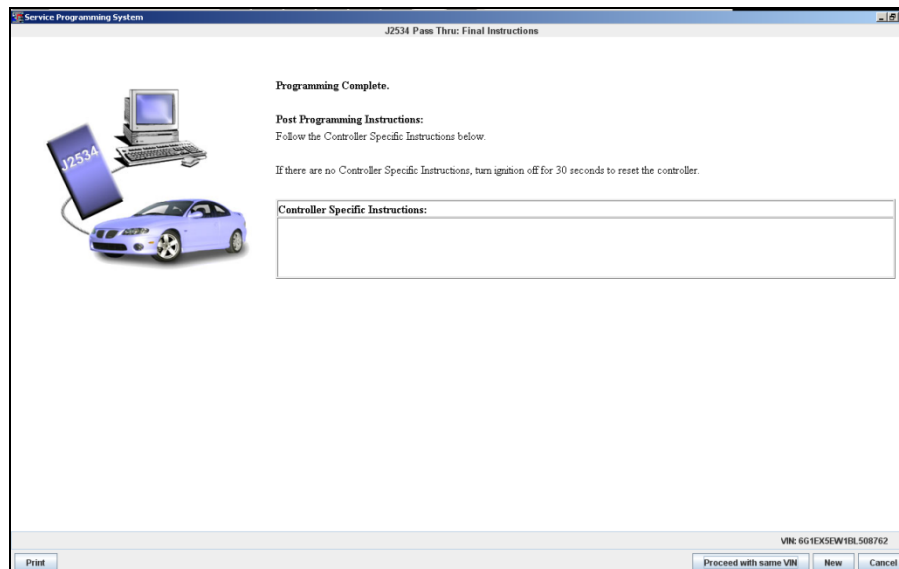 Service Programming System
J2534 Pass Thru: Final Instructions
J2534
Programming Complete.
Post Programming Instructions:
Follow the Controller Specific Instructions below.
If there are no Controller Specific Instructions, turn ignition off for 30 seconds to reset the controller.
Controller Specific Instructions:
VIN: 6G1EX5EW1BL508762
Print
Proceed with same VIN
New
Cancel